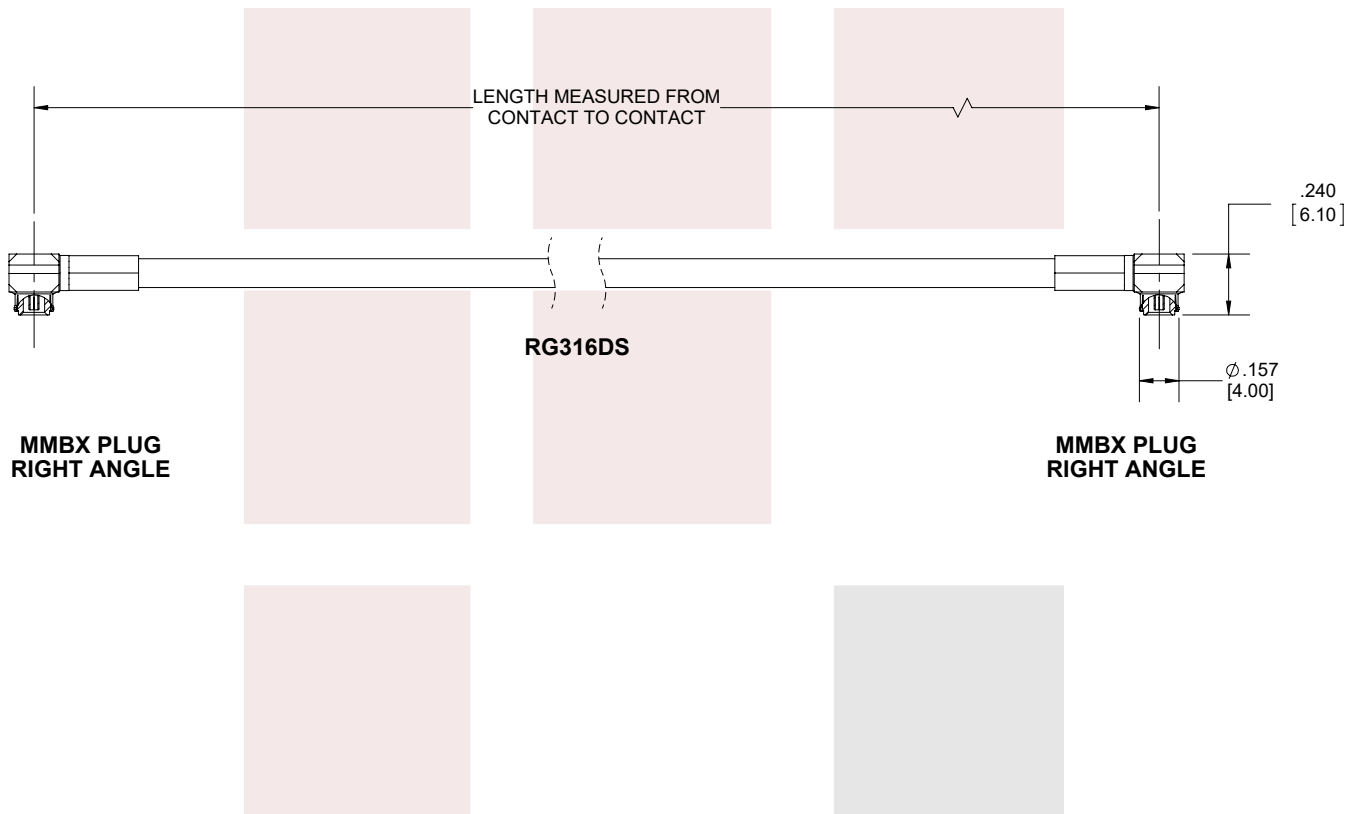 LENGTH MEASURED FROM
CONTACT TO CONTACT
.240
[6.10]
RG316DS
⌀.157
[4.00]
MMBX PLUG
RIGHT ANGLE
MMBX PLUG
RIGHT ANGLE